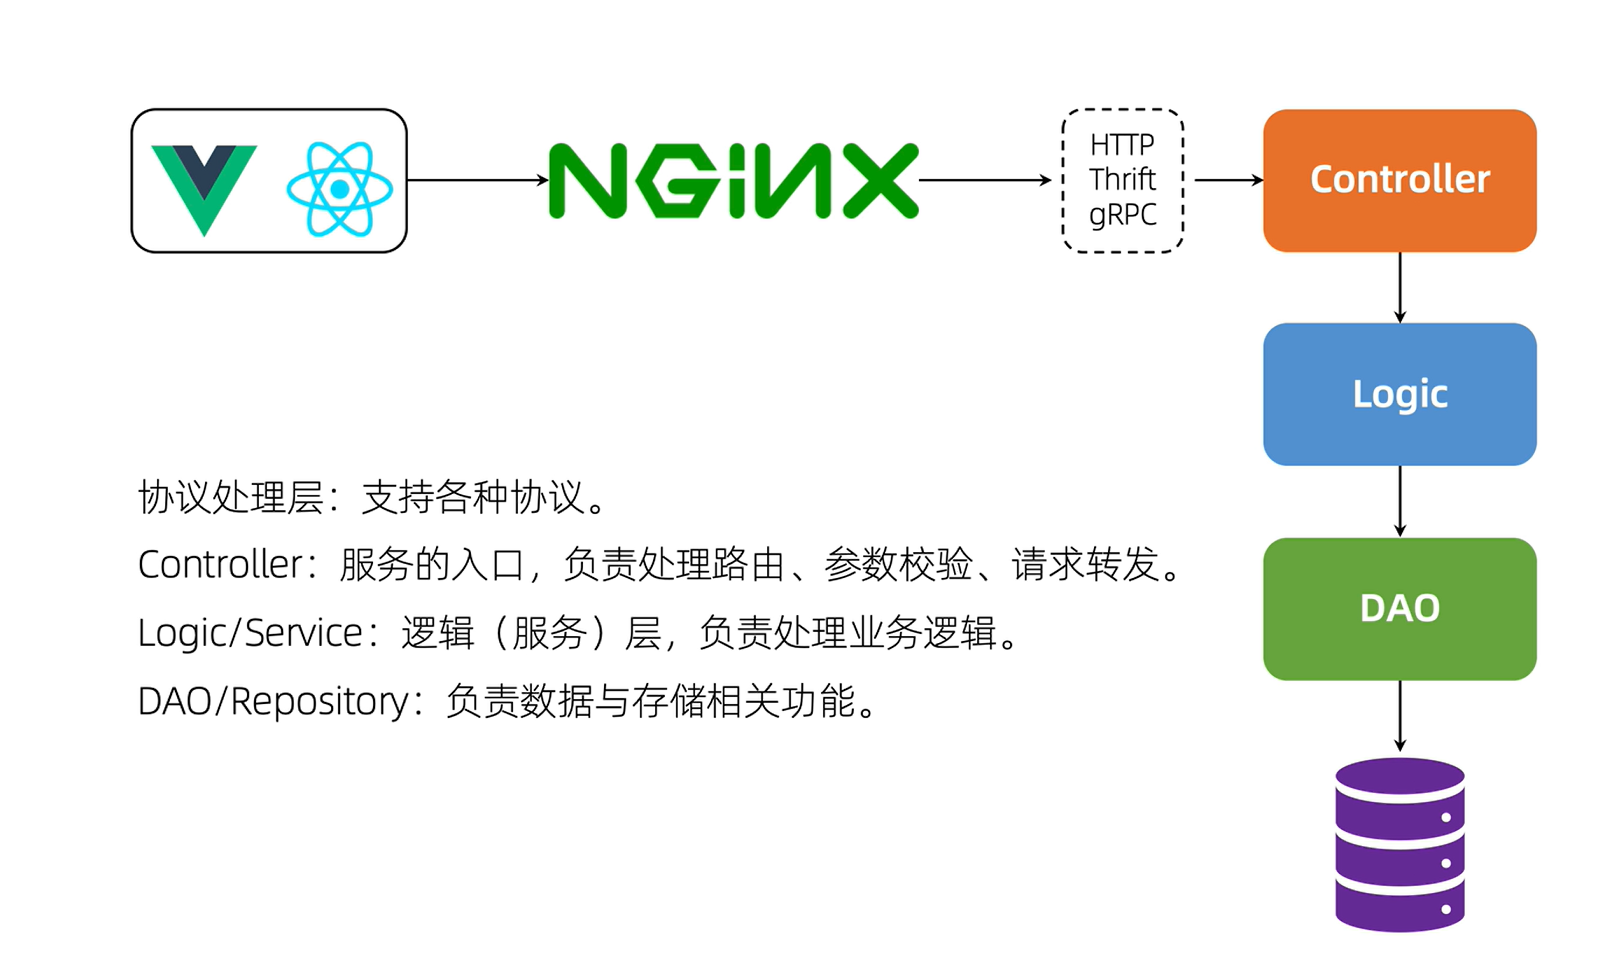 NGiNX
HTTP
Thrift
gRPC
Controller
Logic
DAO
协议处理层：支持各种协议。
Controller：服务的入口，负责处理路由、参数校验、请求转发。
Logic/Service：逻辑（服务）层，负责处理业务逻辑。
DAO/Repository：负责数据与存储相关功能。